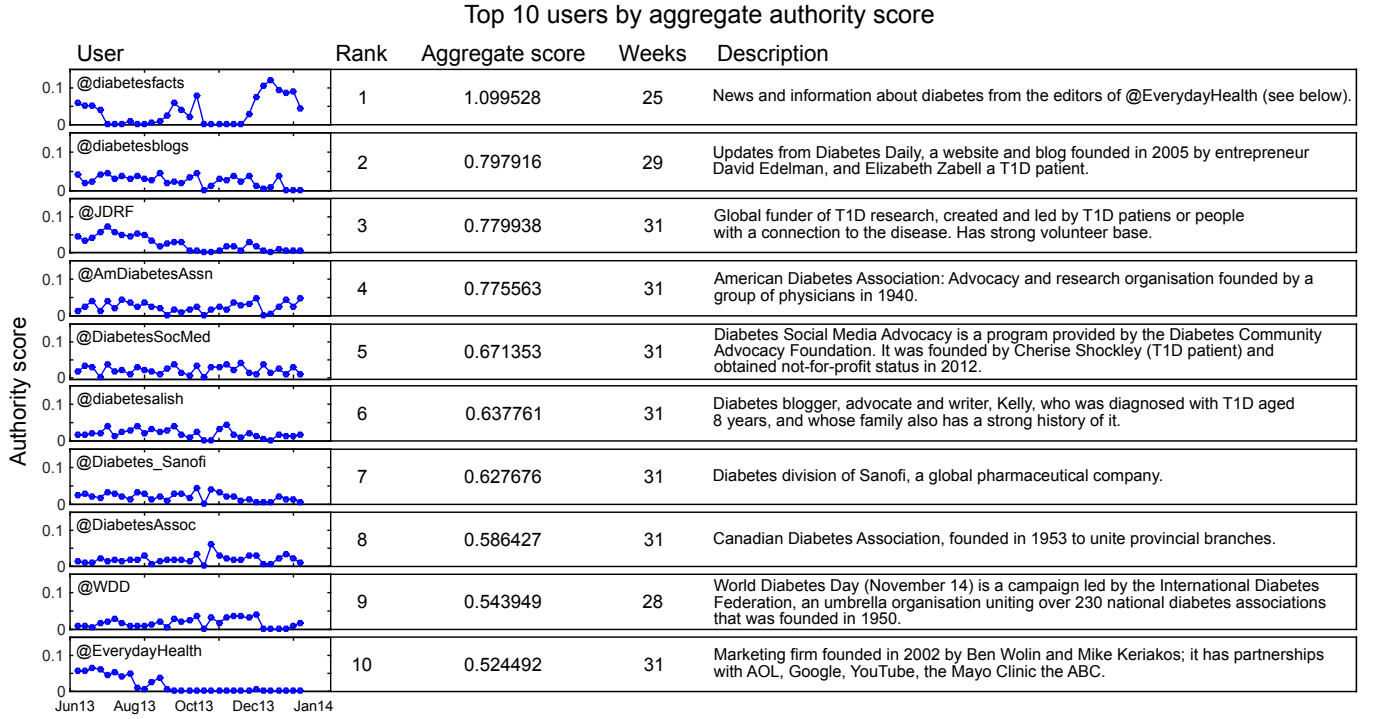 Top 10 users by aggregate authority score
User Rank Aggregate score Weeks Description
Authority score
0.1
0
@diabetesfacts
1 1.099528 25 News and information about diabetes from the editors of @EverydayHealth (see below).
0.1
0
@diabetesblogs
2 0.797916 29 Updates from Diabetes Daily, a website and blog founded in 2005 by entrepreneur
David Edelman, and Elizabeth Zabell a T1D patient.
0.1
0
@JDRF
3 0.779938 31 Global funder of T1D research, created and led by T1D patiens or people
with a connection to the disease. Has strong volunteer base.
0.1
0
@AmDiabetesAssn
4 0.775563 31 American Diabetes Association: Advocacy and research organisation founded by a
group of physicians in 1940.
0.1
0
@DiabetesSocMed
5 0.671353 31 Diabetes Social Media Advocacy is a program provided by the Diabetes Community
Advocacy Foundation. It was founded by Cherise Shockley (T1D patient) and
obtained not-for-profit status in 2012.
0.1
0
@diabetesalish
6 0.637761 31 Diabetes blogger, advocate and writer, Kelly, who was diagnosed with T1D aged
8 years, and whose family also has a strong history of it.
0.1
0
@Diabetes_Sanofi
7 0.627676 31 Diabetes division of Sanofi, a global pharmaceutical company.
0.1
0
@DiabetesAssoc
8 0.586427 31 Canadian Diabetes Association, founded in 1953 to unite provincial branches.
0.1
0
@WDD
9 0.543949 28 World Diabetes Day (November 14) is a campaign led by the International Diabetes
Federation, an umbrella organisation uniting over 230 national diabetes associations
that was founded in 1950.
0.1
0
@EverydayHealth
10 0.524492 31 Marketing firm founded in 2002 by Ben Wolin and Mike Keriakos; it has partnerships
with AOL, Google, YouTube, the Mayo Clinic the ABC.
Jun13 Aug13 Oct13 Dec13 Jan14